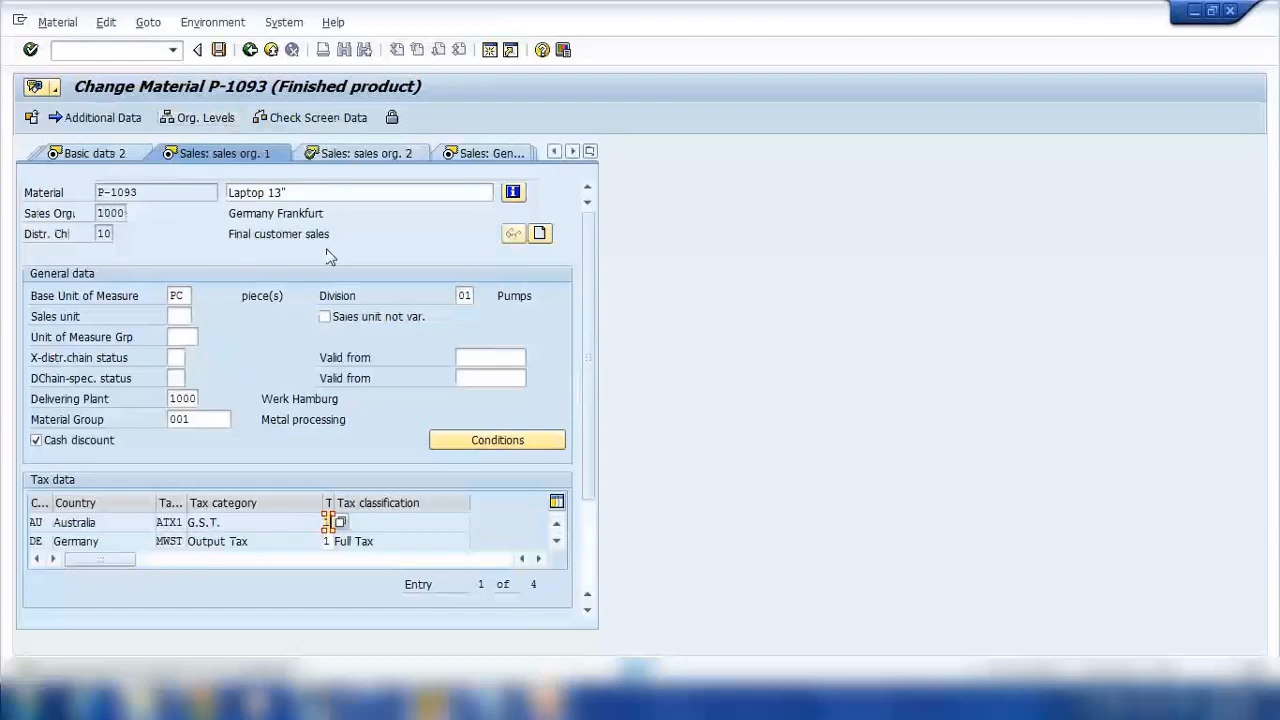 Material Edit Goto Environment System Help
Change Material P-1093 (Finished product)
Additional Data Org. Levels Check Screen Data
Basic data 2 Sales: sales org. 1 Sales: sales org. 2 Sales: Gen...
Material P-1093 Laptop 13"
Sales Org. 1000 Germany Frankfurt
Distr. Ch 10 Final customer sales
General data
Base Unit of Measure PC piece(s) Division 01 Pumps
Sales unit Sales unit not var.
Unit of Measure Grp
X-distr.chain status Valid from
DChain-spec. status Valid from
Delivering Plant 1000 Werk Hamburg
Material Group 001 Metal processing
Cash discount Conditions
Tax data
C... Country Ta... Tax category T Tax classification
AU Australia ATX1 G.S.T.
DE Germany MWST Output Tax 1 Full Tax
Entry 1 of 4